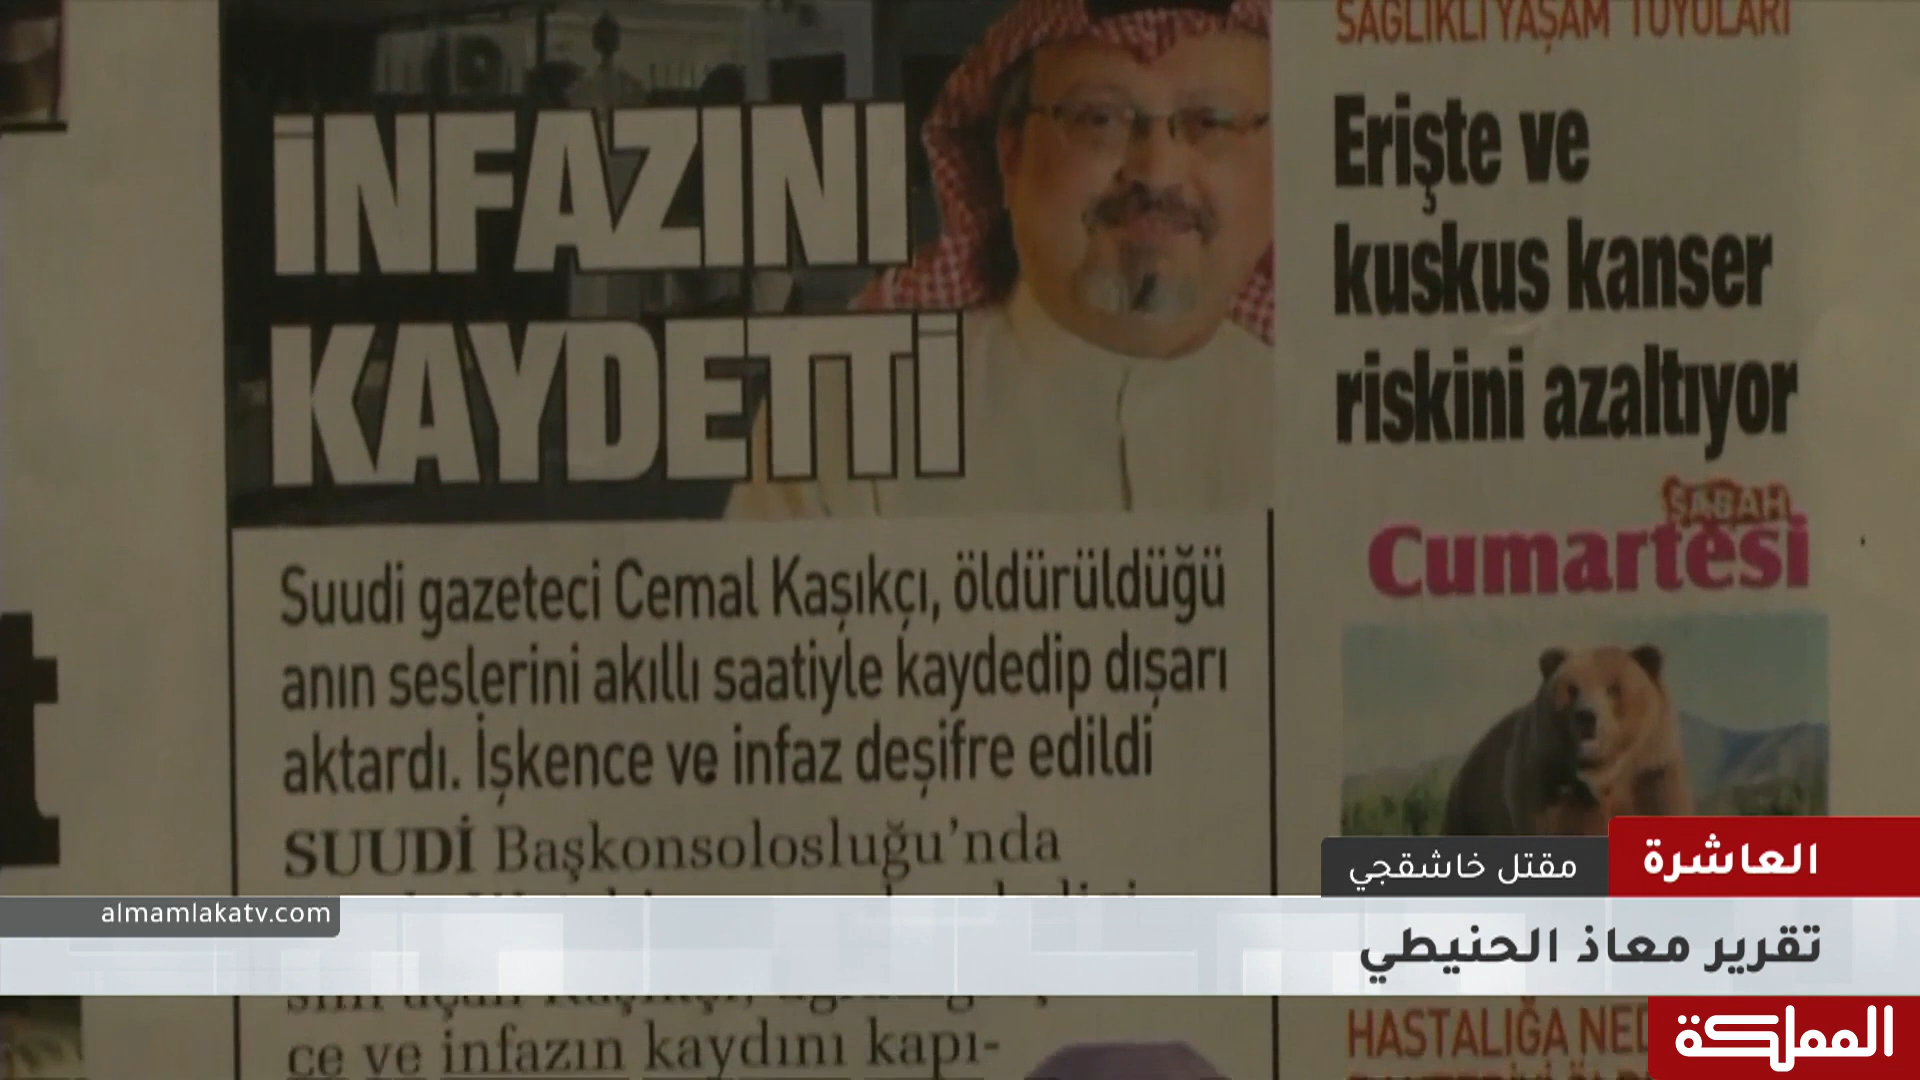 İNFAZINI
KAYDETTİ
Suudi gazeteci Cemal Kaşıkçı, öldürüldüğü
anın seslerini akıllı saatiyle kaydedip dışarı
aktardı. İşkence ve infaz deşifre edildi
SUUDİ Başkonsolosluğu'nda
ce ve infazın kaydını kapı-
SAĞLIKLI YAŞAM TÜYOLARI
Erişte ve
kuskus kanser
riskini azaltıyor
SABAH
Cumartesi
HASTALIĞA
العاشرة
مقتل خاشقجي
almamlakatv.com
تقرير معاذ الحنيطي
المملكة